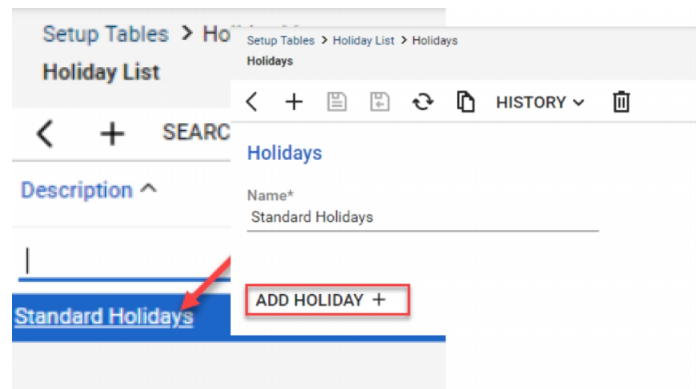 Setup Tables > Ho
Holiday List
SEARC
Description
Standard Holidays
Setup Tables > Holiday List > Holidays
Holidays
HISTORY
Holidays
Name*
Standard Holidays
ADD HOLIDAY +